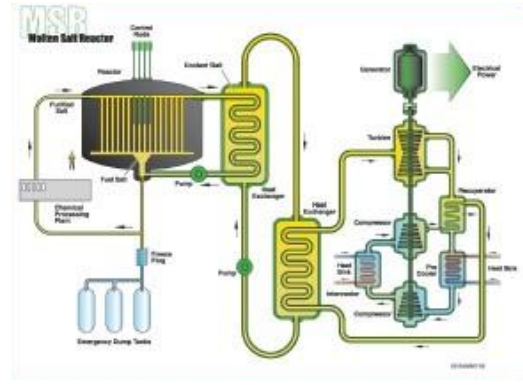 MSR
Molten Salt Reactor
Control
Rods
Reactor
Coolant Salt
Purified
Salt
Fuel Salt
Chemical
Processing
Plant
Pump
Heat
Exchanger
Freeze
Plug
Emergency Dump Tanks
Pump
Heat
Exchanger
Generator
Electrical
Power
Turbine
Recuperator
Compressor
Heat
Sink
Pre
Cooler
Heat Sink
Intercooler
Compressor